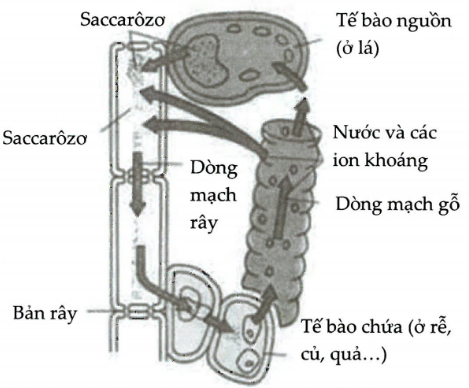 Saccarôzơ
Tế bào nguồn
(ở lá)
Saccarôzơ
Nước và các
ion khoáng
Dòng
mạch
rây
Dòng mạch gỗ
Bản rây
Tế bào chứa (ở rễ,
củ, quả...)